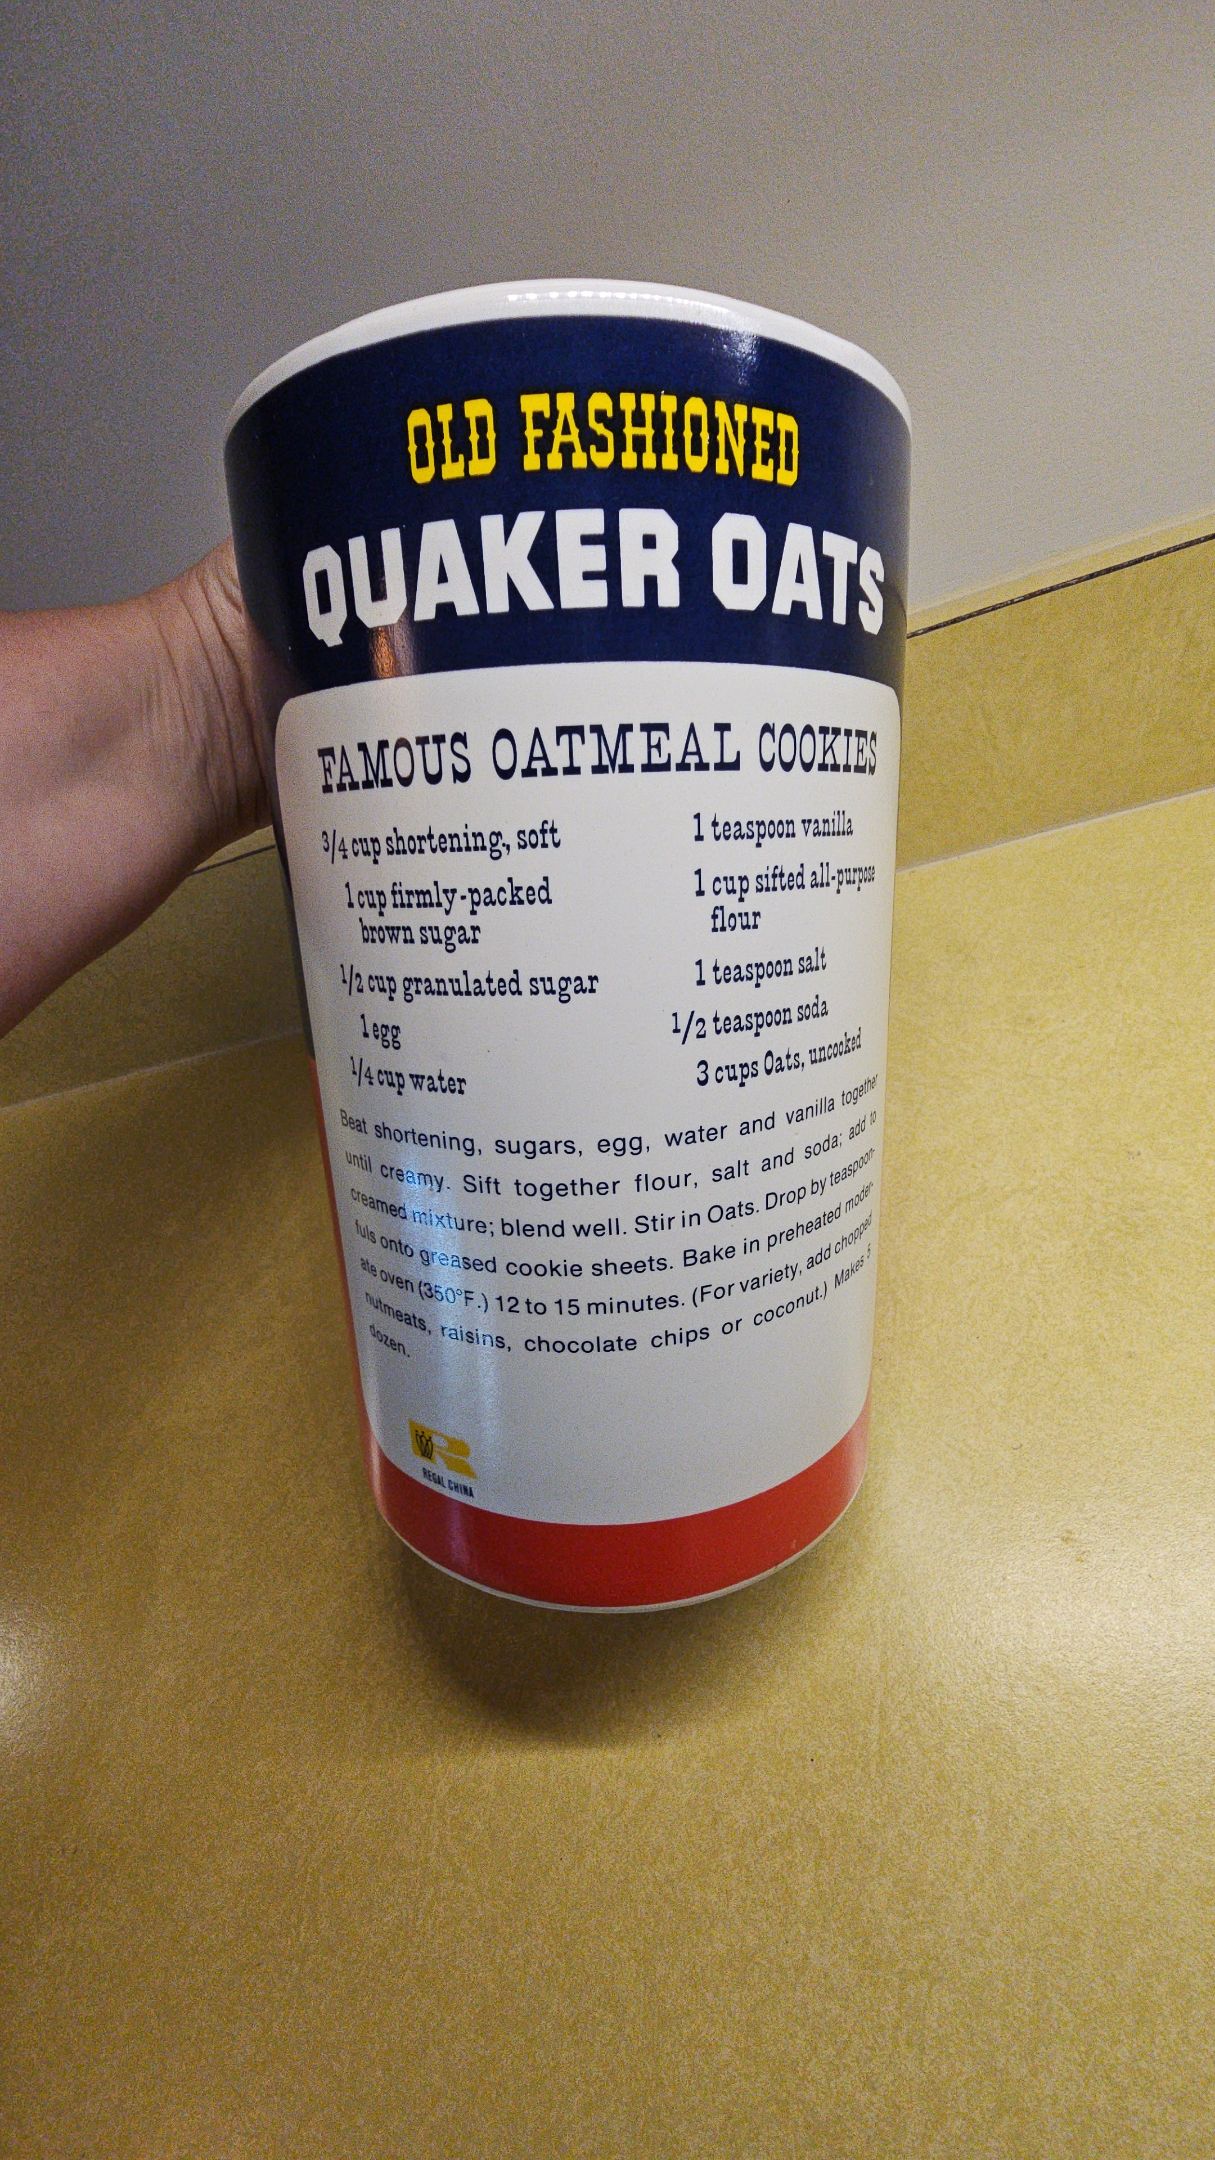 OLD FASHIONED
QUAKER OATS
FAMOUS OATMEAL COOKIES
3/4 cup shortening., soft
1 cup firmly-packed
brown sugar
1/2 cup granulated sugar
1 egg
1/4 cup water
1 teaspoon vanilla
1 cup sifted all-purpose
flour
1 teaspoon salt
1/2 teaspoon soda
3 cups Oats, uncooked
Beat shortening, sugars, egg, water and vanilla together
until creamy. Sift together flour, salt and soda; add to
creamed mixture; blend well. Stir in Oats. Drop by teaspoon-
fuls onto greased cookie sheets. Bake in preheated moder-
ate oven (350°F.) 12 to 15 minutes. (For variety, add chopped
nutmeats, raisins, chocolate chips or coconut.) Makes 5
dozen.
R
REGAL CHINA